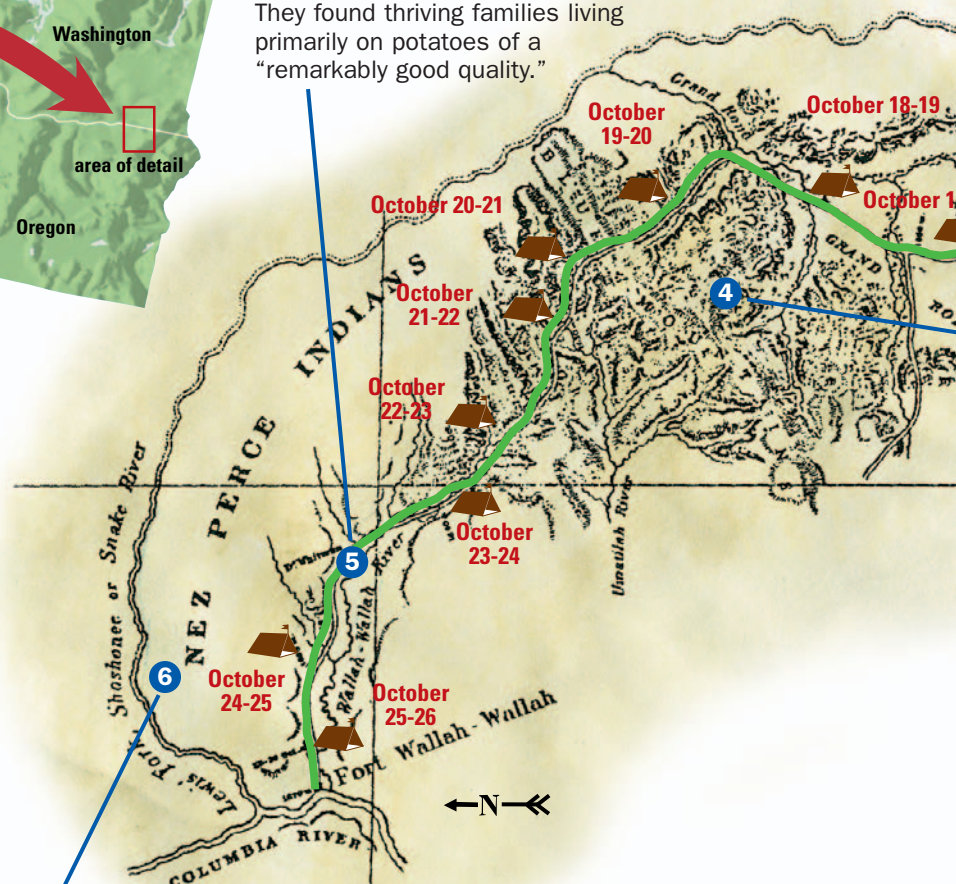 They found thriving families living
primarily on potatoes of a
“remarkably good quality.”
Washington
area of detail
Oregon
October
19-20
Grand
October 18-19
October 1
October 20-21
October
21-22
October
22-23
October
23-24
October
24-25
October
25-26
GRAND
4
5
6
NEZ PERCE INDIANS
Shoshonee or Snake River
Lewis' Fork
COLUMBIA RIVER
Dr Whitman
Wallah-Wallah River
Fort Wallah-Wallah
Umatilah River
N